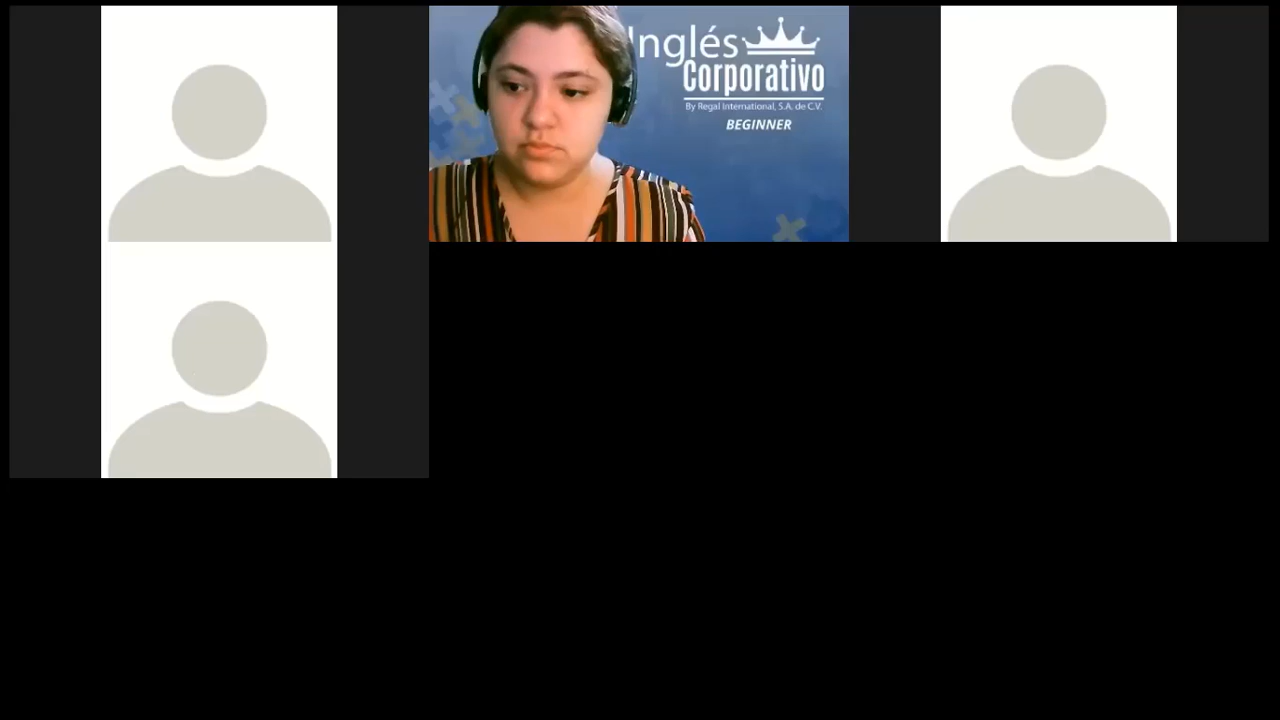 Inglés
Corporativo
By Regal International, S.A. de C.V.
BEGINNER